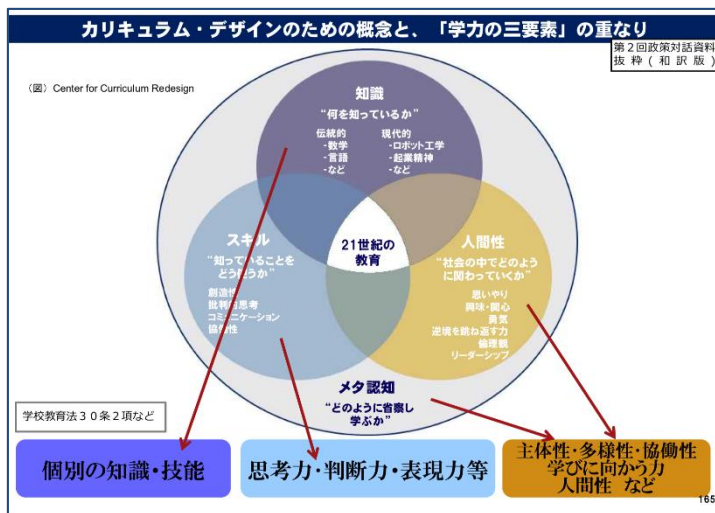 カリキュラム・デザインのための概念と、「学力の三要素」の重なり
第２回政策対話資料
抜粋(和訳版)
（図）Center for Curriculum Redesign
知識
“何を知っているか”
伝統的
-数学
-言語
-など
現代的
-ロボット工学
-起業精神
-など
スキル
“知っていることを
どう使うか”
創造性
批判的思考
コミュニケーション
協働性
21世紀の
教育
人間性
“社会の中でどのよう
に関わっていくか”
思いやり
興味・関心
勇気
逆境を跳ね返す力
倫理観
リーダーシップ
メタ認知
“どのように省察し
学ぶか”
学校教育法３０条２項など
個別の知識・技能
思考力・判断力・表現力等
主体性・多様性・協働性
学びに向かう力
人間性 など
165